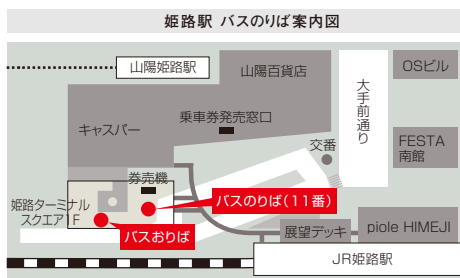 姫路駅 バスのりば案内図
山陽姫路駅
山陽百貨店
大手前通り
OSビル
キャスパー
乗車券発売窓口
交番
FESTA
南館
券売機
姫路ターミナル
スクエア1F
バスのりば(11番)
バスおりば
展望デッキ
piole HIMEJI
JR姫路駅